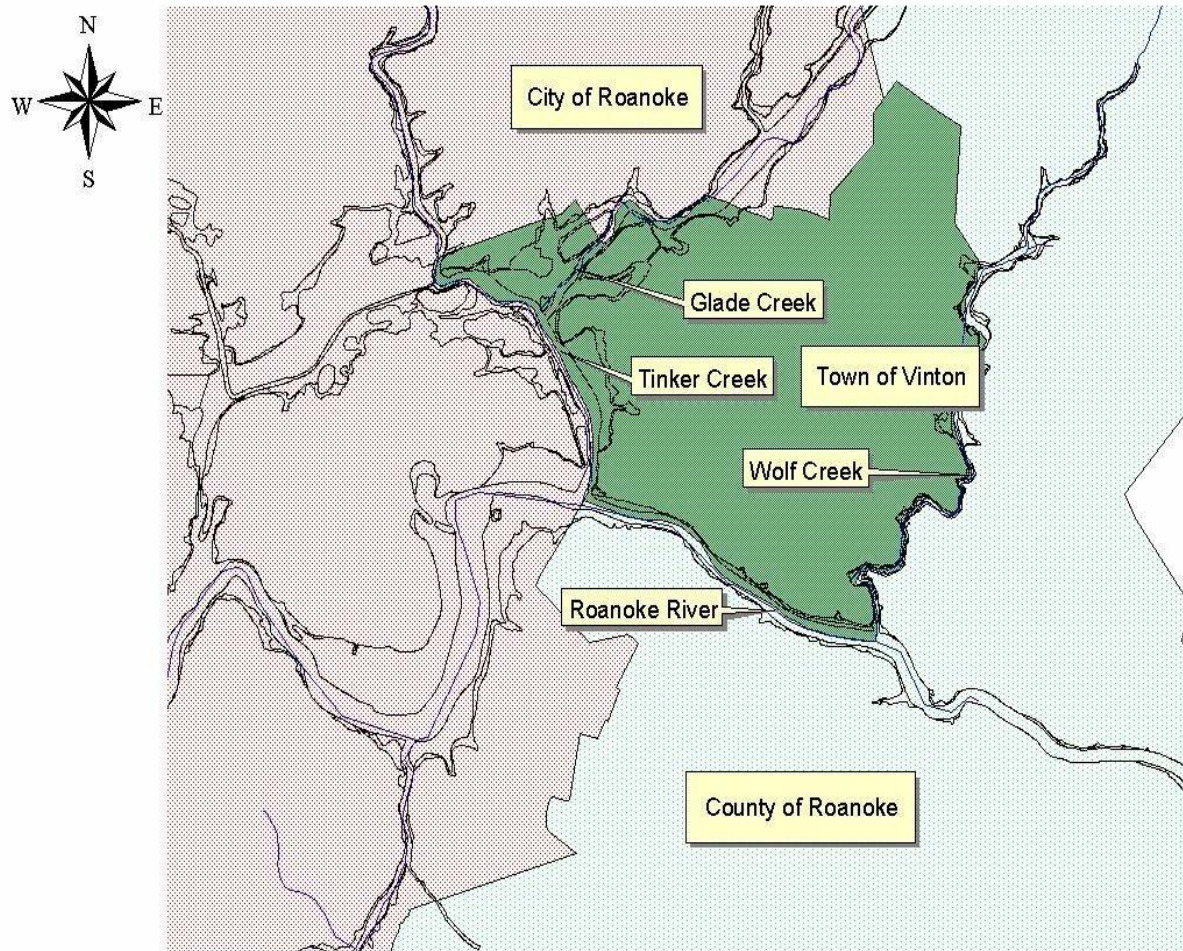 N
W E
S
City of Roanoke
Glade Creek
Tinker Creek
Town of Vinton
Wolf Creek
Roanoke River
County of Roanoke